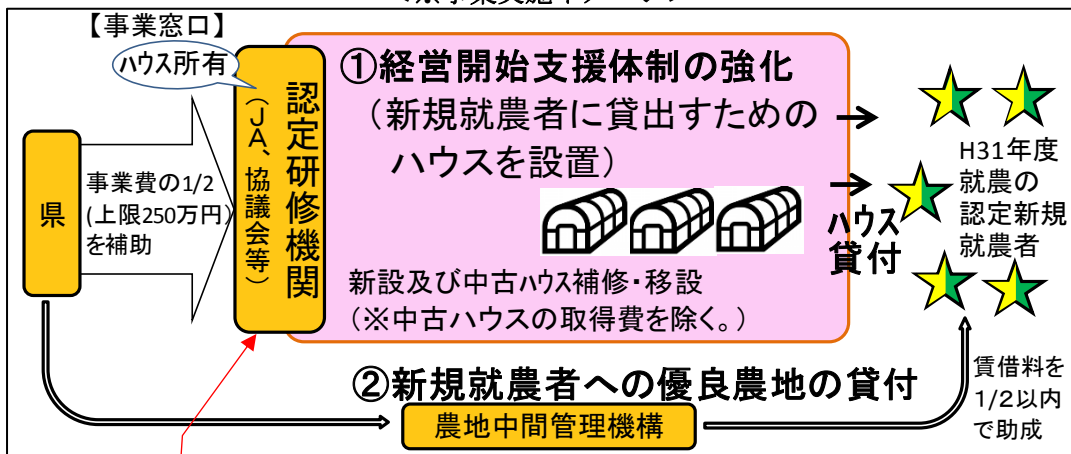 【事業窓口】
ハウス所有
県
事業費の1/2
(上限250万円)
を補助
認定研修機関
(JA、協議会等)
①経営開始支援体制の強化
(新規就農者に貸出すための
ハウスを設置)
新設及び中古ハウス補修・移設
(※中古ハウスの取得費を除く。)
ハウス
貸付
H31年度
就農の
認定新規
就農者
②新規就農者への優良農地の貸付
農地中間管理機構
賃借料を
1/2以内
で助成